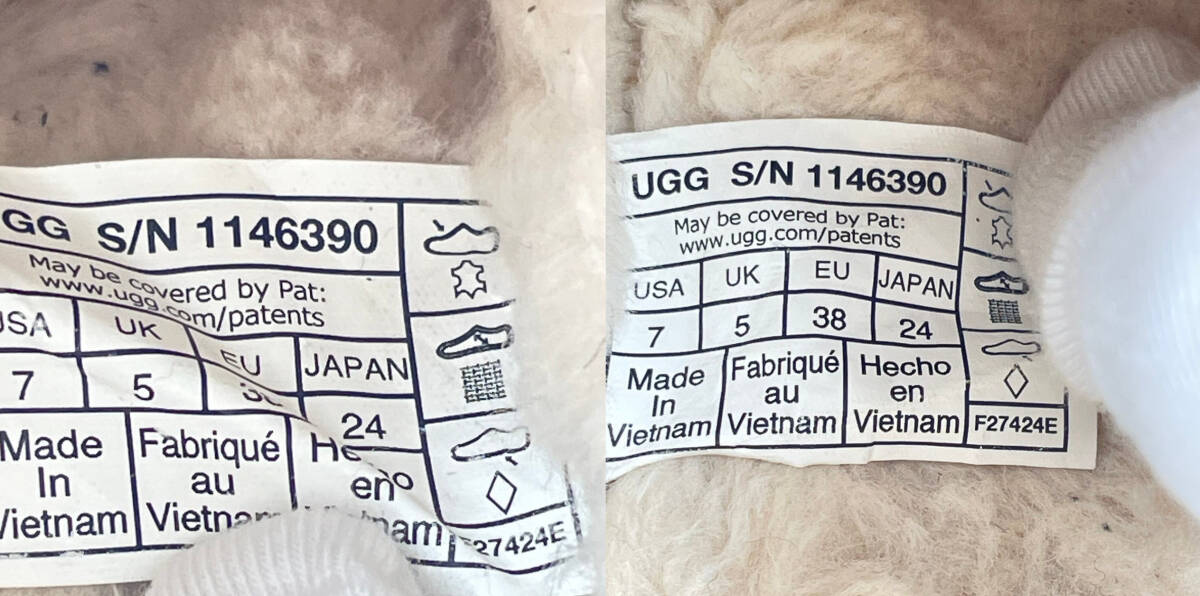 GG S/N 1146390
May be covered by Pat:
www.ugg.com/patents
USA UK EU JAPAN
7 5 24
Made In Vietnam
Fabriqué au
en
27424E
UGG S/N 1146390
May be covered by Pat:
www.ugg.com/patents
USA UK EU JAPAN
7 5 38 24
Made In Vietnam
Fabriqué au Vietnam
Hecho en Vietnam
F27424E